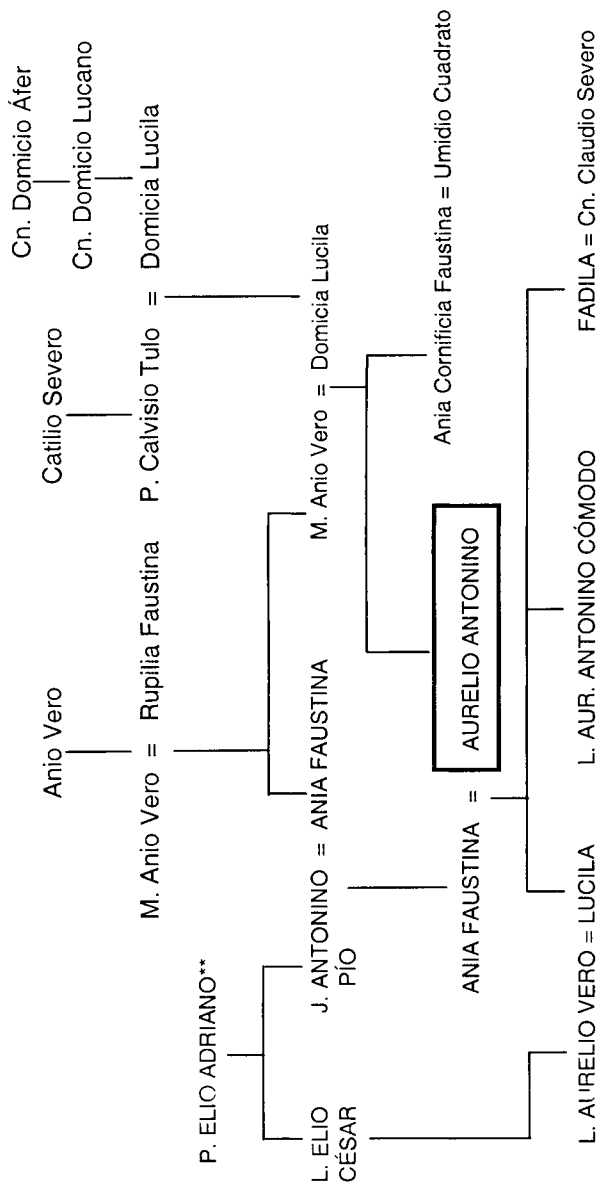 Cn. Domicio Áfer
Cn. Domicio Lucano
Anio Vero
Catilio Severo
M. Anio Vero = Rupilia Faustina
P. Calvisio Tulo = Domicia Lucila
P. ELIO ADRIANO**
L. ELIO
CÉSAR
J. ANTONINO = ANIA FAUSTINA
PÍO
M. Anio Vero = Domicia Lucila
ANIA FAUSTINA =
AURELIO ANTONINO
Ania Cornificia Faustina = Umidio Cuadrato
L. AURELIO VERO = LUCILA
L. AUR. ANTONINO CÓMODO
FADILA = Cn. Claudio Severo